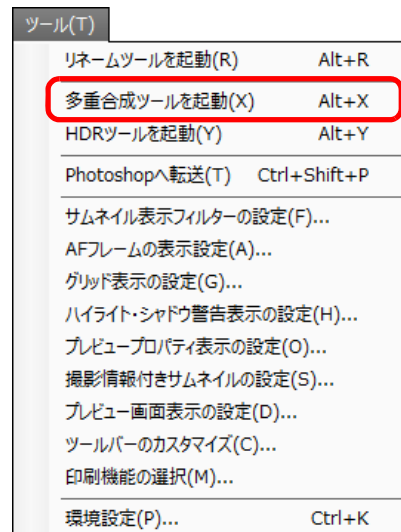 ツール(T)
リネームツールを起動(R) Alt+R
多重合成ツールを起動(X) Alt+X
HDRツールを起動(Y) Alt+Y
Photoshopへ転送(T) Ctrl+Shift+P
サムネイル表示フィルターの設定(F)...
AFフレームの表示設定(A)...
グリッド表示の設定(G)...
ハイライト・シャドウ警告表示の設定(H)...
プレビュープロパティ表示の設定(O)...
撮影情報付きサムネイルの設定(S)...
プレビュー画面表示の設定(D)...
ツールバーのカスタマイズ(C)...
印刷機能の選択(M)...
環境設定(P)... Ctrl+K